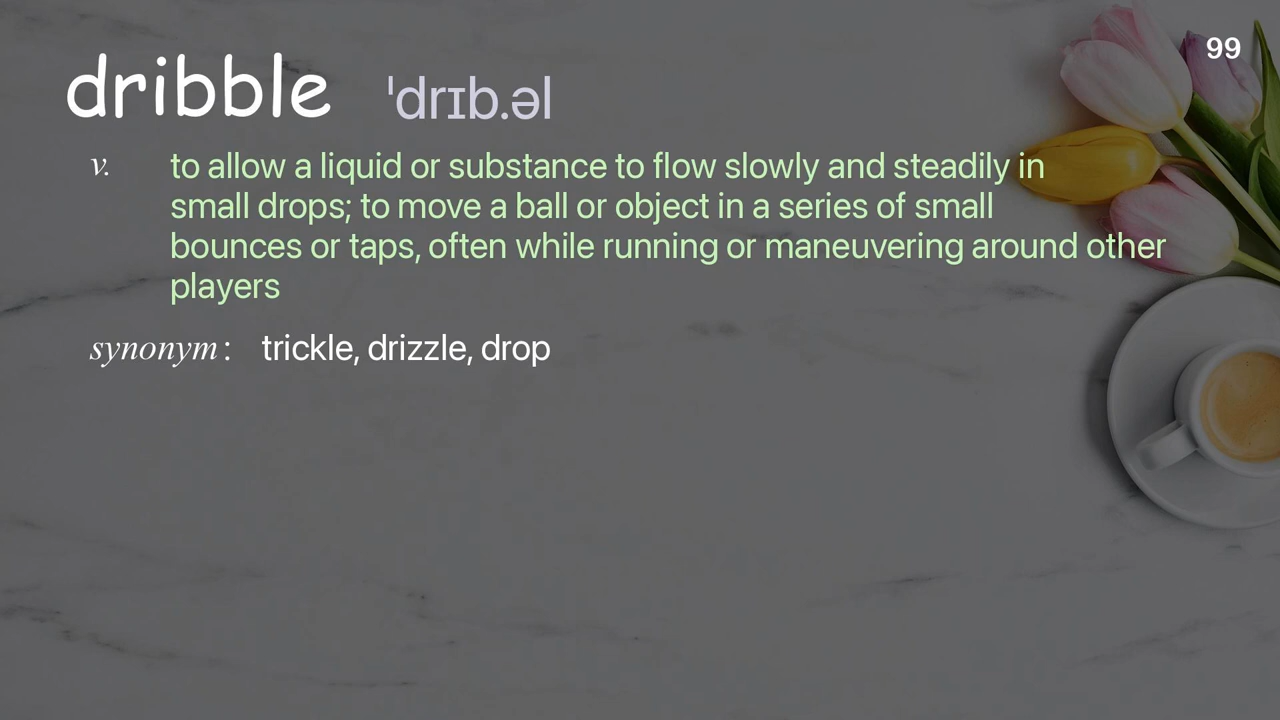 99
dribble ˈdrɪb.əl
v. to allow a liquid or substance to flow slowly and steadily in
small drops; to move a ball or object in a series of small
bounces or taps, often while running or maneuvering around other
players
synonym: trickle, drizzle, drop